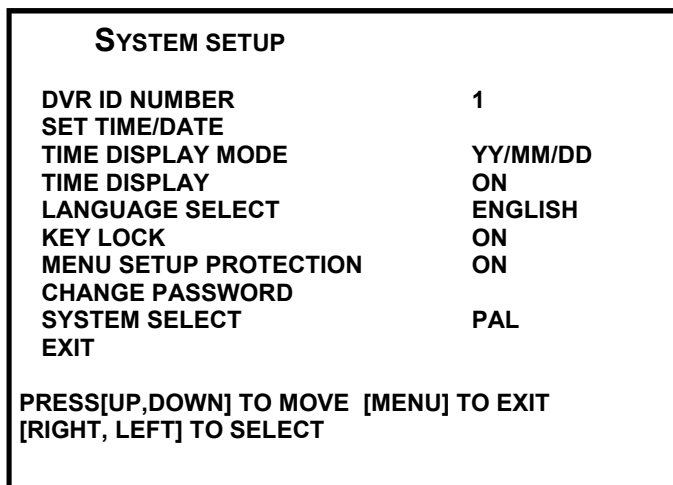 SYSTEM SETUP
DVR ID NUMBER 1
SET TIME/DATE
TIME DISPLAY MODE YY/MM/DD
TIME DISPLAY ON
LANGUAGE SELECT ENGLISH
KEY LOCK ON
MENU SETUP PROTECTION ON
CHANGE PASSWORD
SYSTEM SELECT PAL
EXIT
PRESS[UP,DOWN] TO MOVE [MENU] TO EXIT
[RIGHT, LEFT] TO SELECT